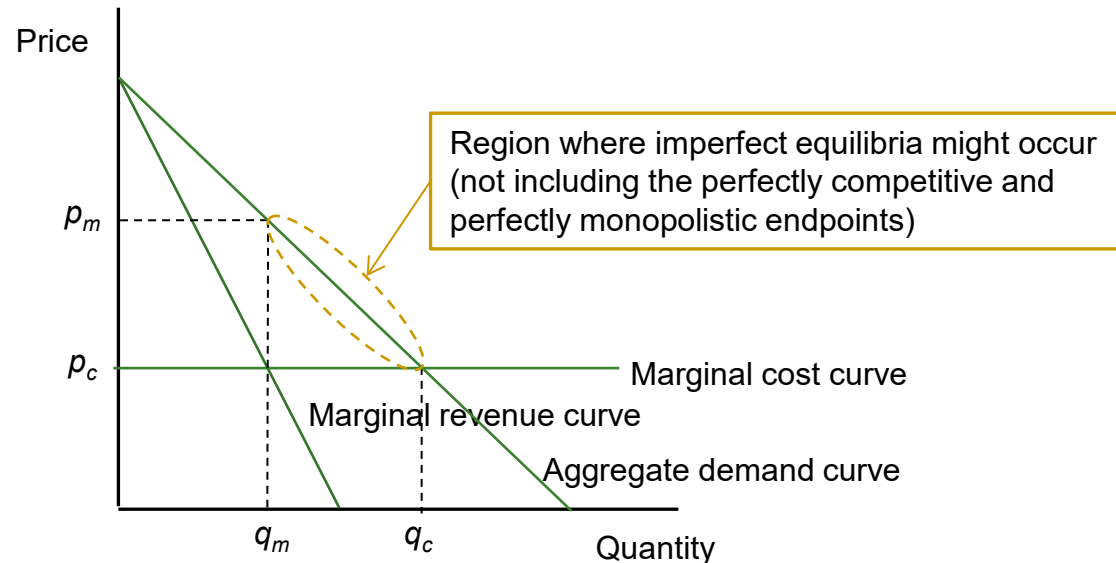 Price
Region where imperfect equilibria might occur
(not including the perfectly competitive and
perfectly monopolistic endpoints)
pm
pc
Marginal cost curve
Marginal revenue curve
Aggregate demand curve
qm
qc
Quantity